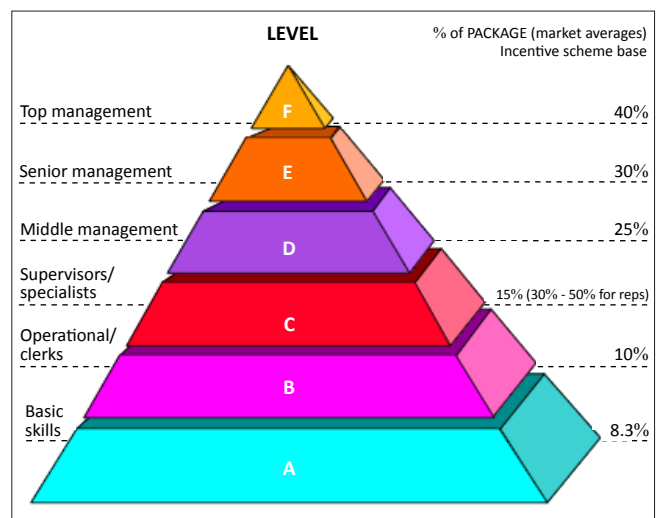 LEVEL
% of PACKAGE (market averages)
Incentive scheme base
F
Top management
40%
E
Senior management
30%
Middle management
25%
D
Supervisors/
specialists
15% (30% - 50% for reps)
C
Operational/
clerks
10%
B
Basic
skills
8.3%
A